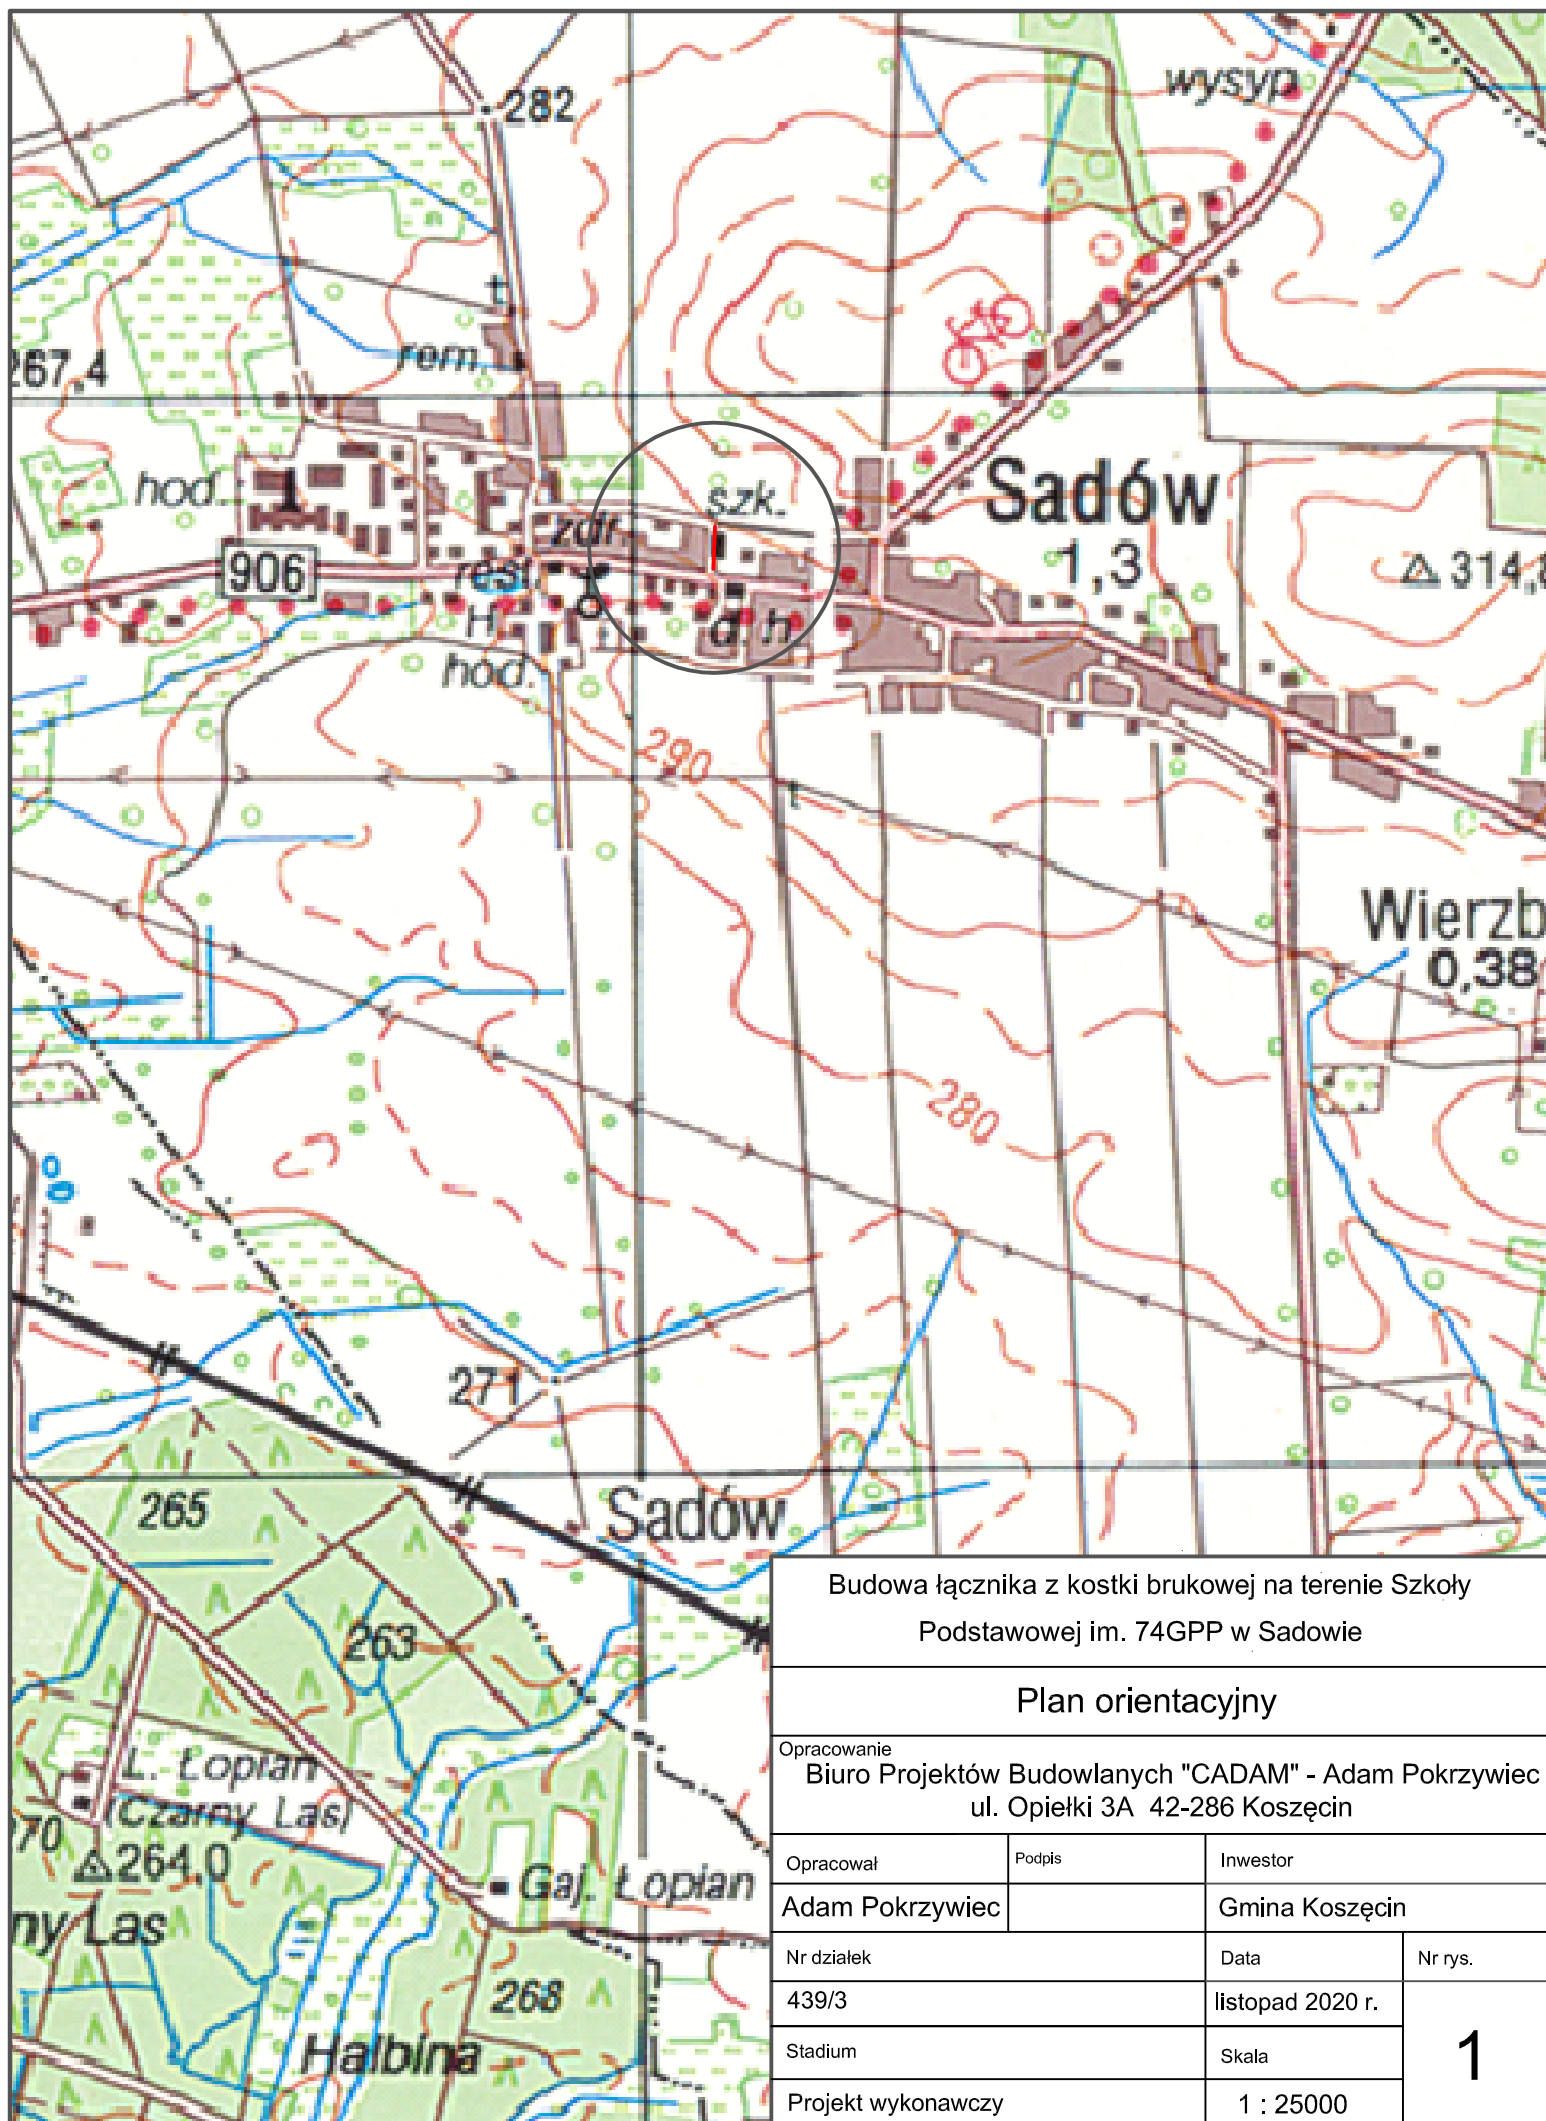 wysyp
282
t
rem.
267,4
hod.
1
szk.
Sadów
1,3
zdr.
906
rest.
314,8
H
d. h.
hod.
290
t
Wierzb
0,38
280
271
265
Sadów
263
L. Łopian
(Czarny Las)
264,0
Gaj. Łopian
ny Las
268
Halbina
Budowa łącznika z kostki brukowej na terenie Szkoły
Podstawowej im. 74GPP w Sadowie
Plan orientacyjny
Opracowanie
Biuro Projektów Budowlanych "CADAM" - Adam Pokrzywiec
ul. Opiełki 3A 42-286 Koszęcin
Opracował
Podpis
Inwestor
Adam Pokrzywiec
Gmina Koszęcin
Nr działek
Data
Nr rys.
439/3
listopad 2020 r.
1
Stadium
Skala
Projekt wykonawczy
1 : 25000